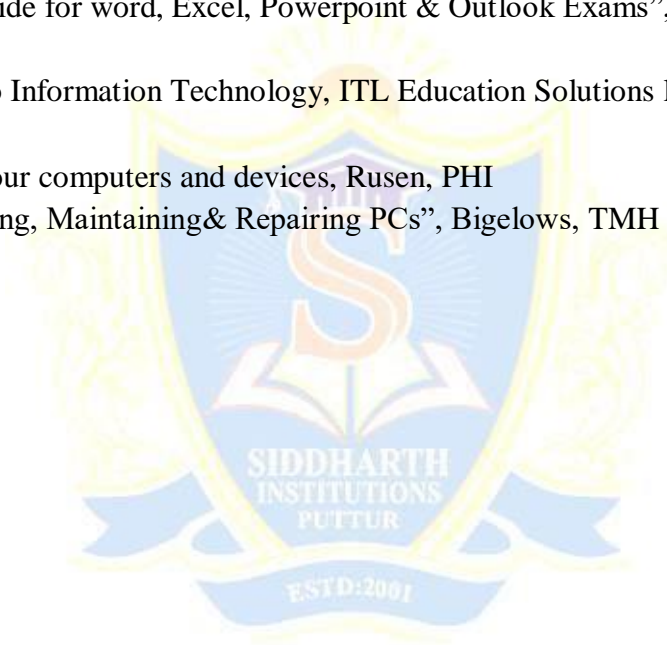 ide for word, Excel, Powerpoint & Outlook Exams”,
Information Technology, ITL Education Solutions
our computers and devices, Rusen, PHI
ng, Maintaining& Repairing PCs”, Bigelows, TMH
S
SIDDHARTH
INSTITUTIONS
PUTTUR
ESTD:2001